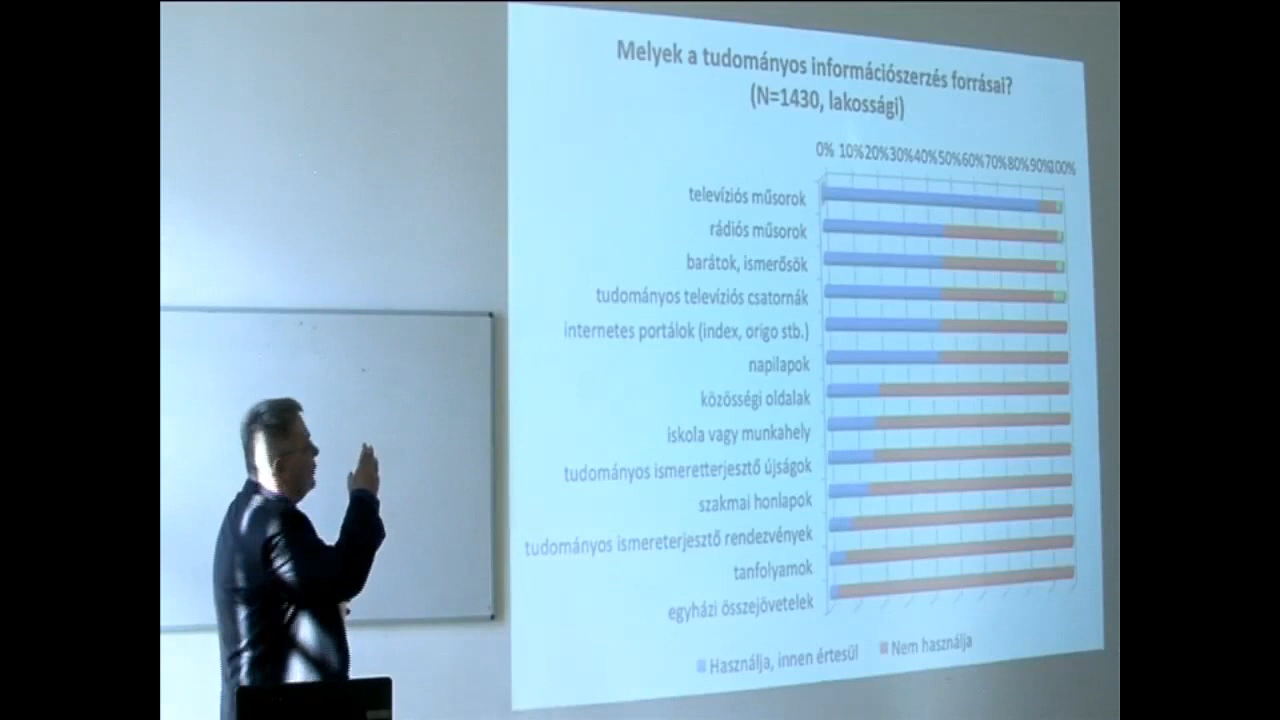 Melyek a tudományos információszerzés forrásai?
(N=1430, lakossági)
0% 10%20%30%40%50%60%70%80%90%100%
televíziós műsorok
rádiós műsorok
barátok, ismerősök
tudományos televíziós csatornák
internetes portálok (index, origo stb.)
napilapok
közösségi oldalak
iskola vagy munkahely
tudományos ismeretterjesztő újságok
szakmai honlapok
tudományos ismereterjesztő rendezvények
tanfolyamok
egyházi összejövetelek
Használja, innen értesül Nem használja